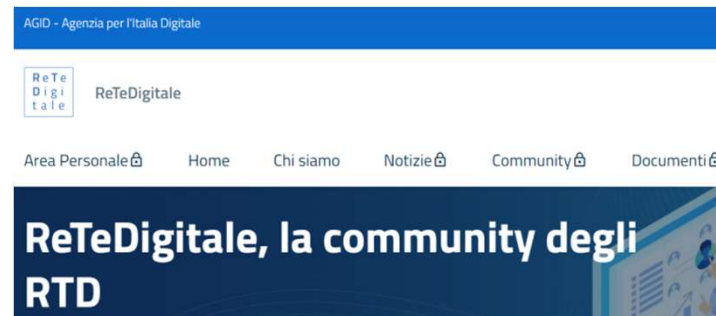 AGID - Agenzia per l'Italia Digitale
ReTe
Digi
tale
ReTeDigitale
Area Personale Home Chi siamo Notizie Community Documenti
ReTeDigitale, la community degli
RTD